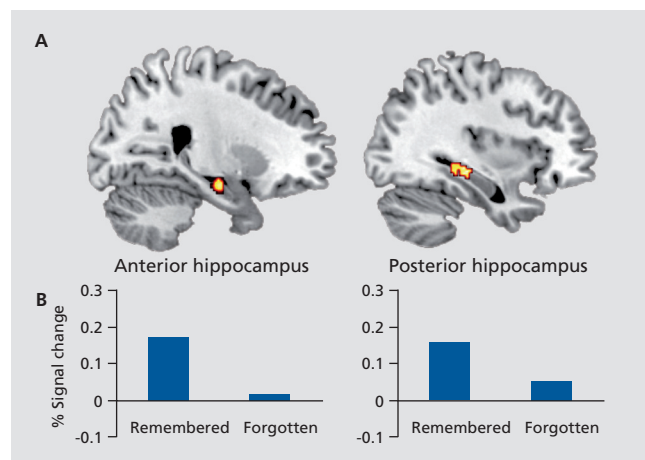 A
Anterior hippocampus
Posterior hippocampus
B
% Signal change
0.3
0.2
0.1
0
-0.1
Remembered Forgotten
0.3
0.2
0.1
0
-0.1
Remembered Forgotten